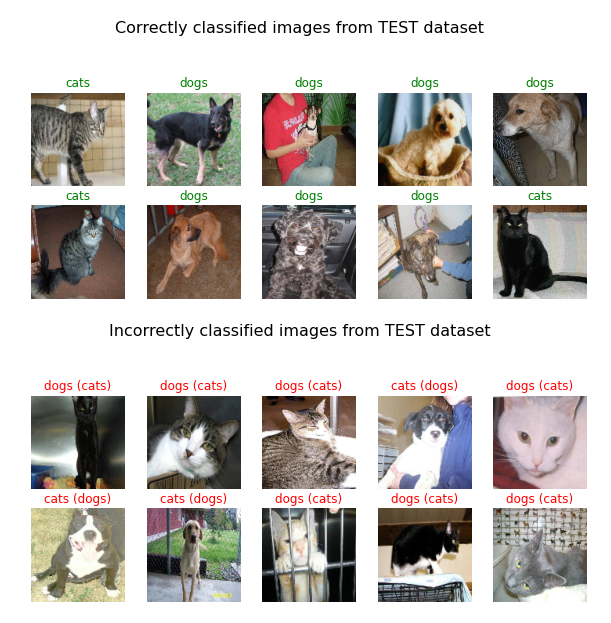 Correctly classified images from TEST dataset
cats dogs dogs dogs dogs
cats dogs dogs dogs cats
Incorrectly classified images from TEST dataset
dogs (cats) dogs (cats) dogs (cats) cats (dogs) dogs (cats)
cats (dogs) cats (dogs) dogs (cats) dogs (cats) dogs (cats)